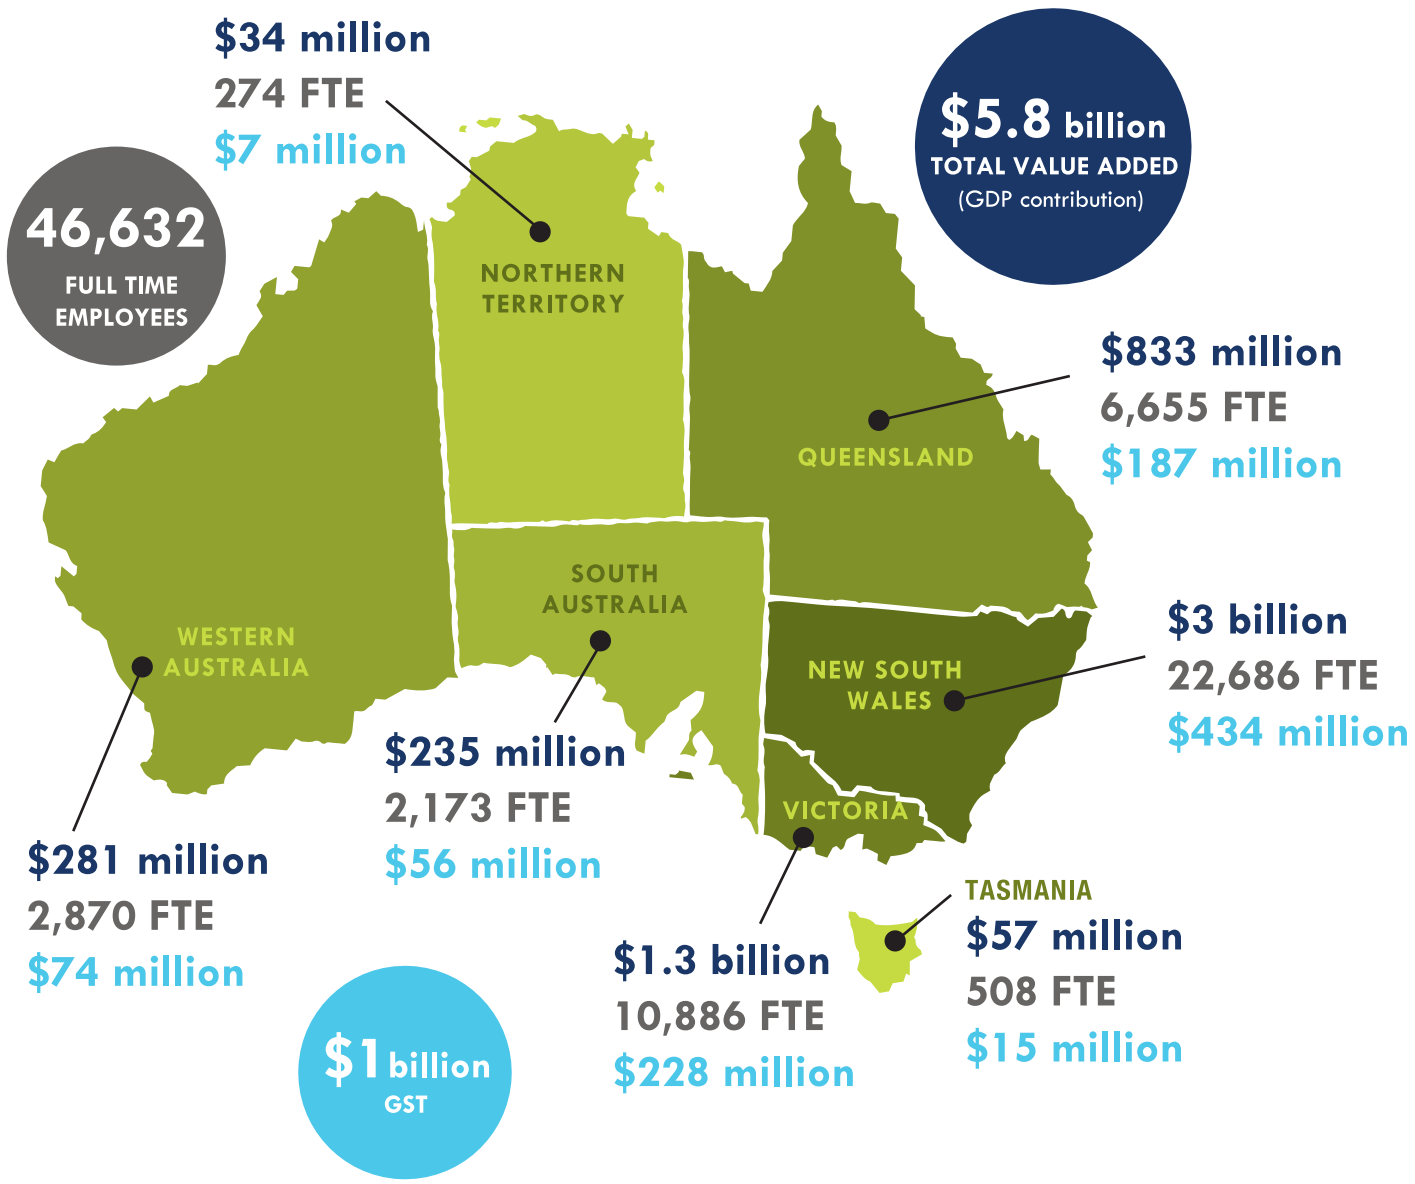 $34 million
274 FTE
$7 million
$5.8 billion
TOTAL VALUE ADDED
(GDP contribution)
46,632
FULL TIME
EMPLOYEES
NORTHERN
TERRITORY
$833 million
6,655 FTE
$187 million
QUEENSLAND
SOUTH
AUSTRALIA
WESTERN
AUSTRALIA
NEW SOUTH
WALES
$3 billion
22,686 FTE
$434 million
$235 million
2,173 FTE
$56 million
VICTORIA
$281 million
2,870 FTE
$74 million
TASMANIA
$57 million
508 FTE
$15 million
$1.3 billion
10,886 FTE
$228 million
$1 billion
GST